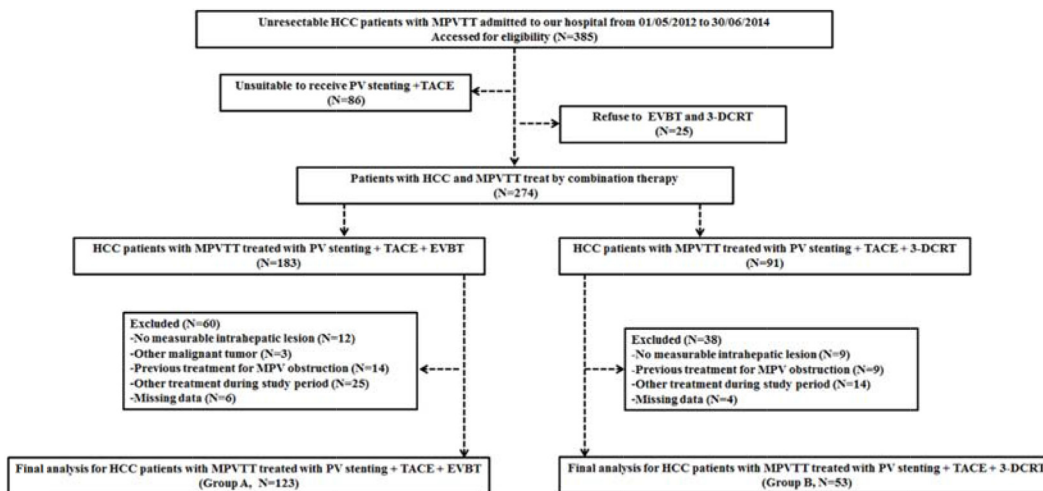 Unresectable HCC patients with MPVTT admitted to our hospital from 01/05/2012 to 30/06/2014
Accessed for eligibility (N=385)
Unsuitable to receive PV stenting +TACE
(N=86)
Refuse to EVBT and 3-DCRT
(N=25)
Patients with HCC and MPVTT treat by combination therapy
(N=274)
HCC patients with MPVTT treated with PV stenting + TACE + EVBT
(N=183)
HCC patients with MPVTT treated with PV stenting + TACE + 3-DCRT
(N=91)
Excluded (N=60)
-No measurable intrahepatic lesion (N=12)
-Other malignant tumor (N=3)
-Previous treatment for MPV obstruction (N=14)
-Other treatment during study period (N=25)
-Missing data (N=6)
Excluded (N=38)
-No measurable intrahepatic lesion (N=9)
-Previous treatment for MPV obstruction (N=9)
-Other treatment during study period (N=14)
-Missing data (N=4)
Final analysis for HCC patients with MPVTT treated with PV stenting + TACE + EVBT
(Group A, N=123)
Final analysis for HCC patients with MPVTT treated with PV stenting + TACE + 3-DCRT
(Group B, N=53)